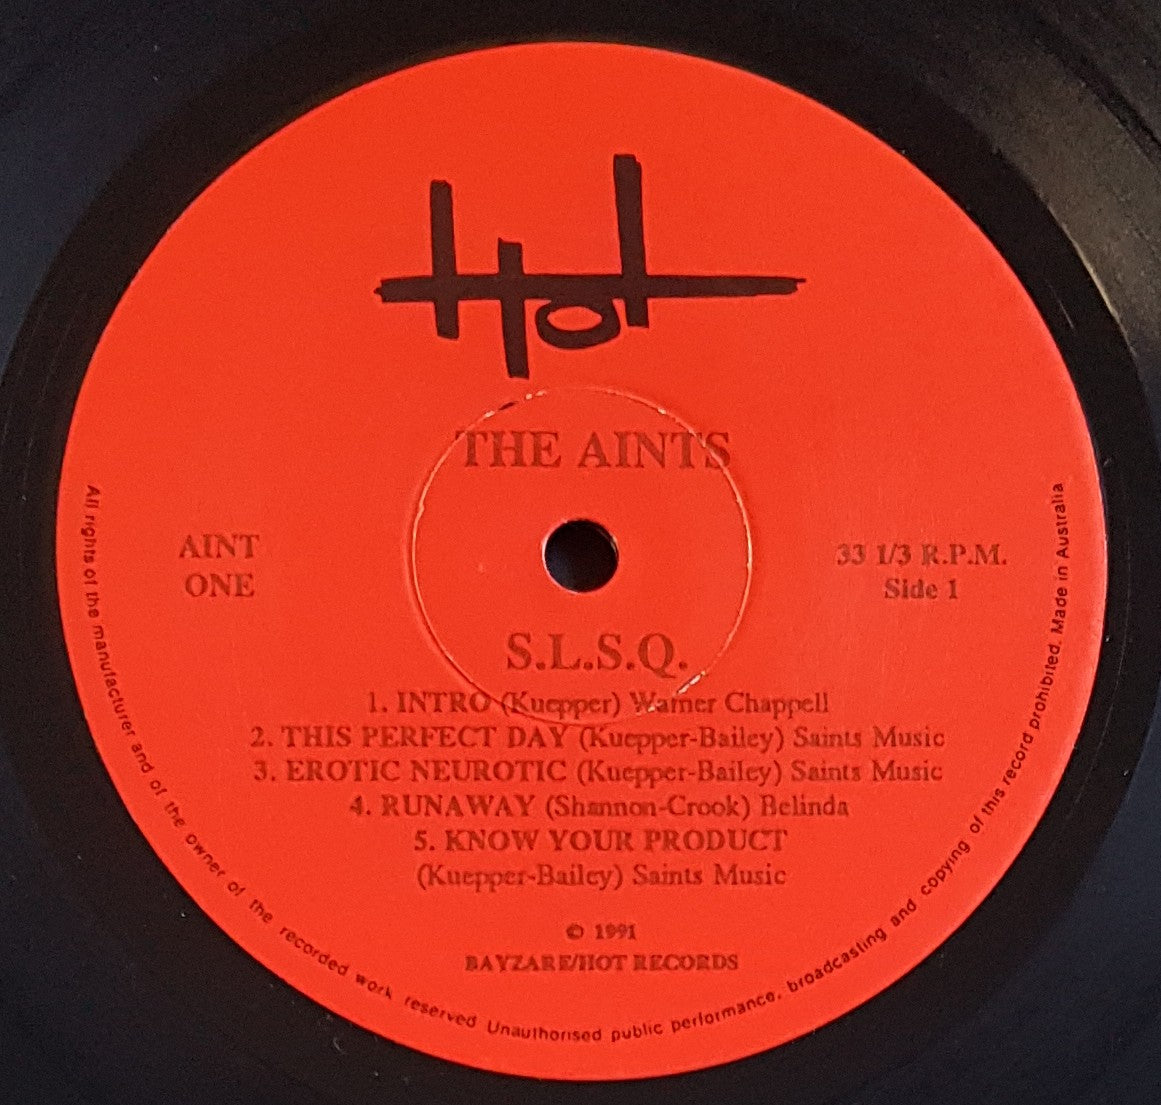 Hot
THE AINTS
AINT
ONE
33 1/3 R.P.M.
Side 1
S.L.S.Q.
1. INTRO (Kuepper) Warner Chappell
2. THIS PERFECT DAY (Kuepper-Bailey) Saints Music
3. EROTIC NEUROTIC (Kuepper-Bailey) Saints Music
4. RUNAWAY (Shannon-Crook) Belinda
5. KNOW YOUR PRODUCT
(Kuepper-Bailey) Saints Music
© 1991
BAYZARE/HOT RECORDS
All rights of the manufacturer and of the owner of the recorded work reserved Unauthorised public performance, broadcasting and copying of this record prohibited. Made in Australia